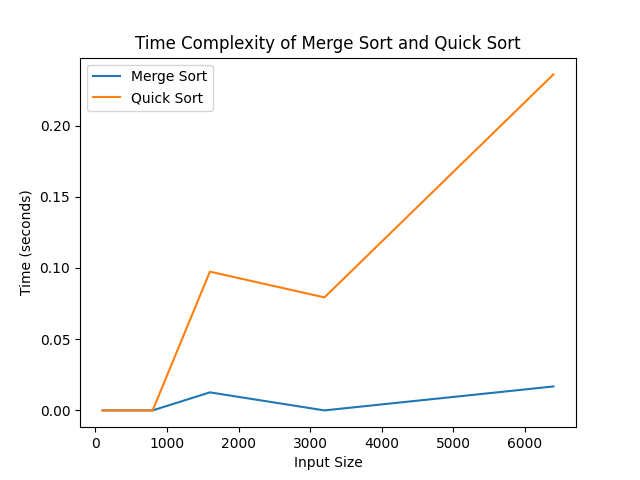 Time Complexity of Merge Sort and Quick Sort
Merge Sort
Quick Sort
Time (seconds)
0.20
0.15
0.10
0.05
0.00
0 1000 2000 3000 4000 5000 6000
Input Size